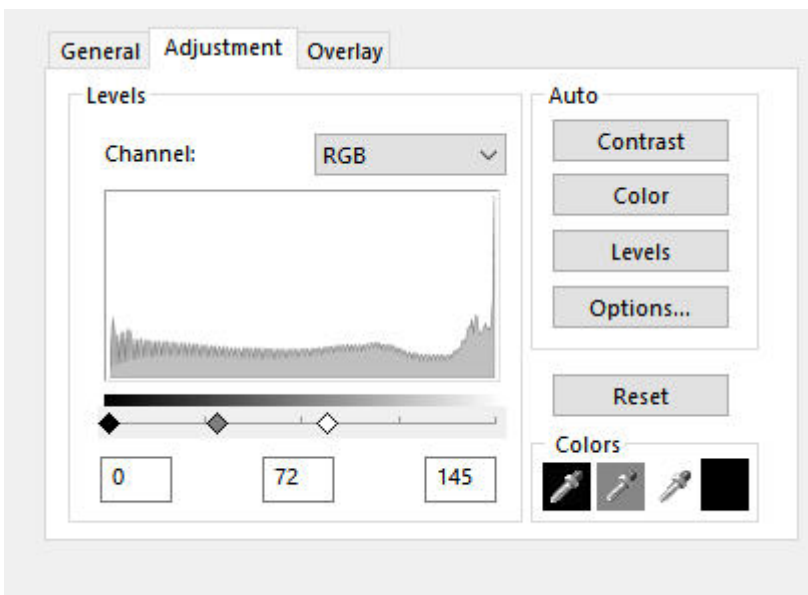 General Adjustment Overlay
Levels
Channel: RGB
0 72 145
Auto
Contrast
Color
Levels
Options...
Reset
Colors